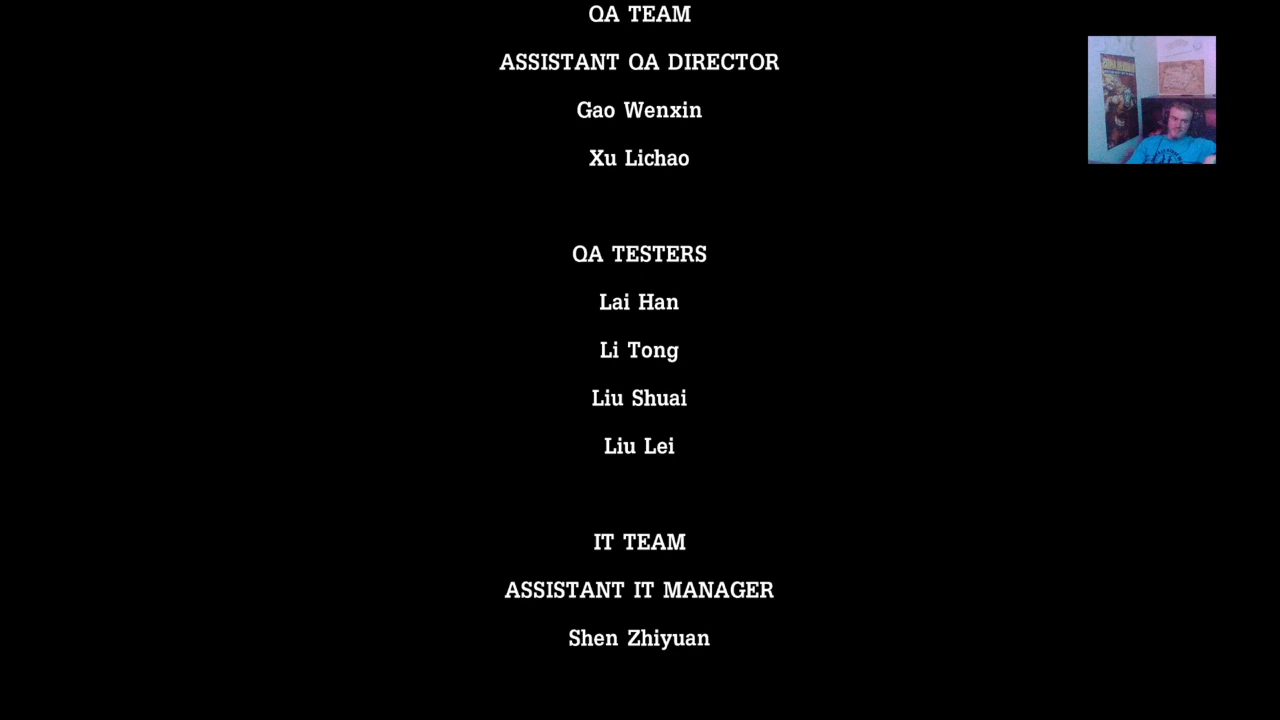 QA TEAM
ASSISTANT QA DIRECTOR
Gao Wenxin
Xu Lichao
QA TESTERS
Lai Han
Li Tong
Liu Shuai
Liu Lei
IT TEAM
ASSISTANT IT MANAGER
Shen Zhiyuan